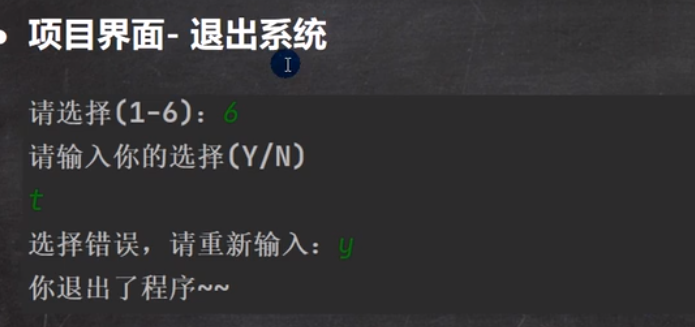 项目界面- 退出系统
请选择(1-6)：6
请输入你的选择(Y/N)
t
选择错误，请重新输入：y
你退出了程序~~